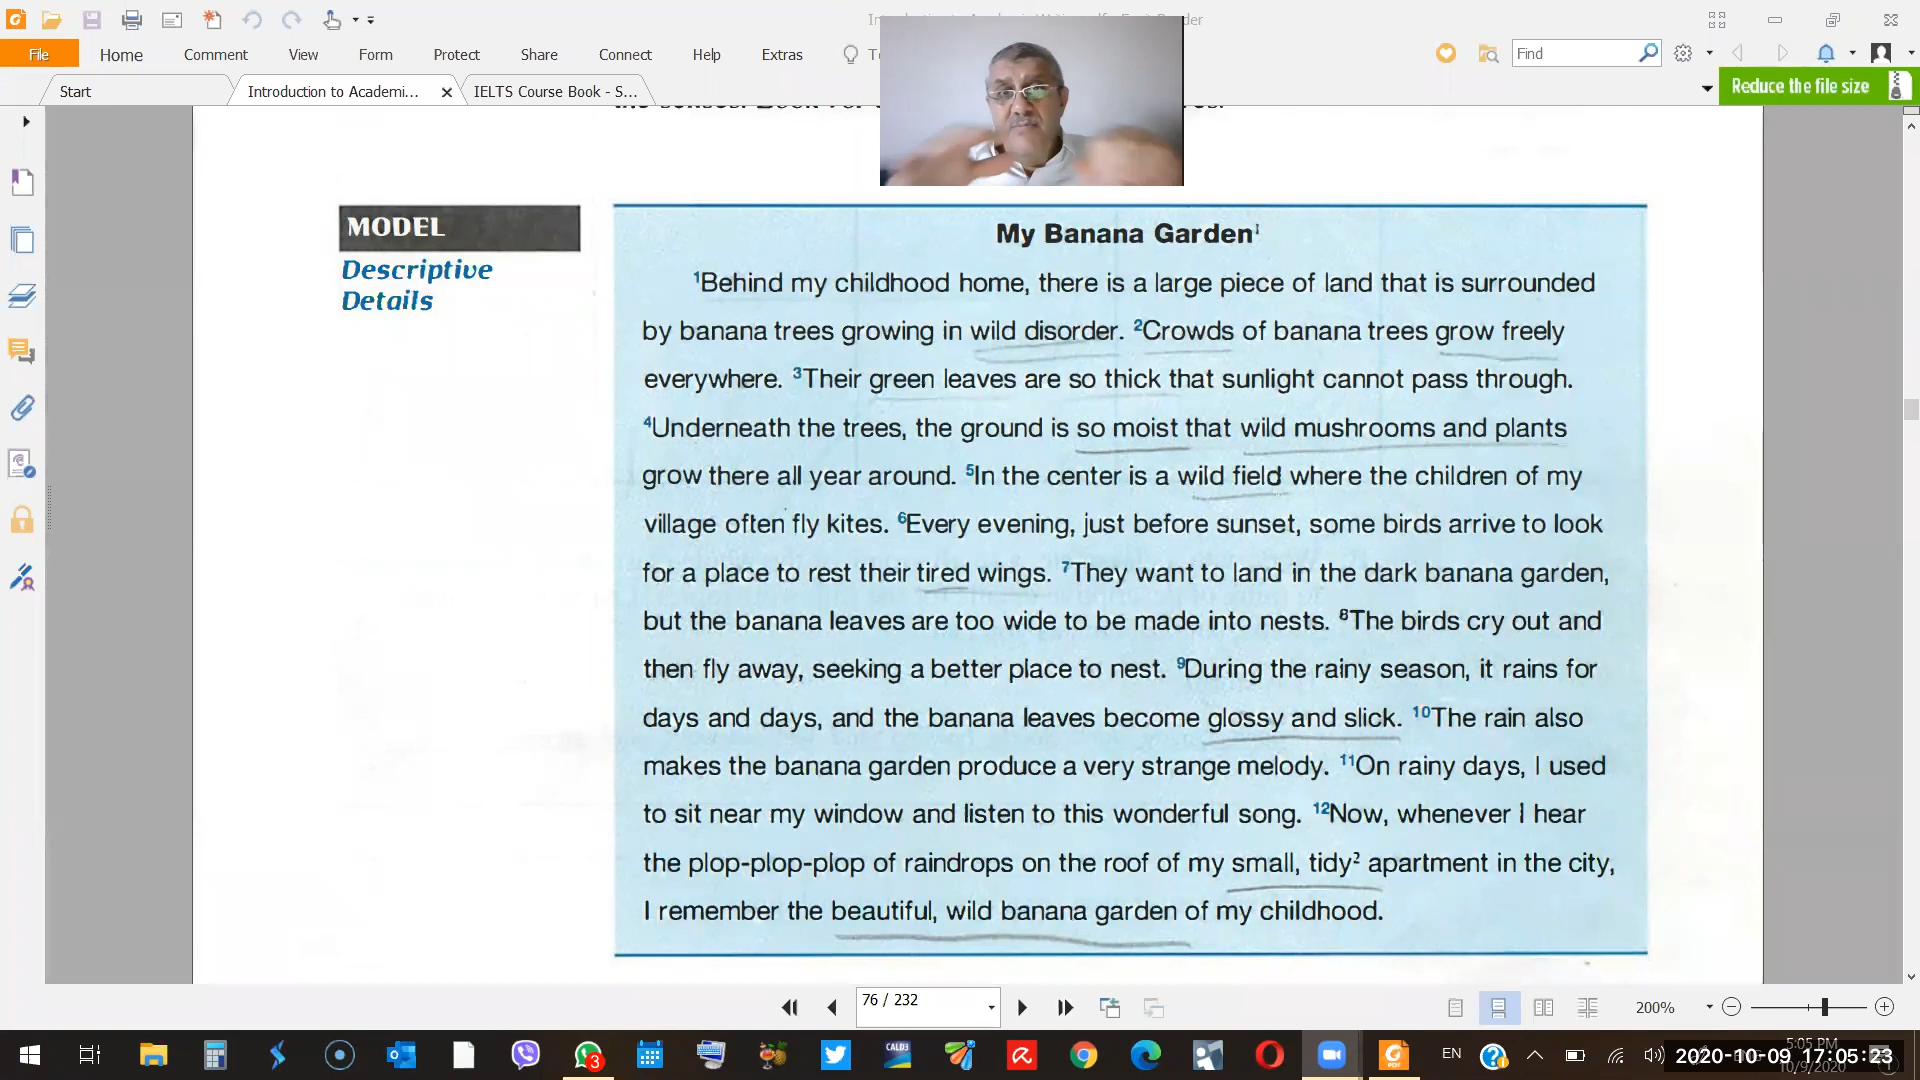 File Home Comment View Form Protect Share Connect Help Extras Find
Reduce the file size
Start Introduction to Academi... IELTS Course Book - S...
MODEL
Descriptive
Details
My Banana Garden¹
¹Behind my childhood home, there is a large piece of land that is surrounded
by banana trees growing in wild disorder. ²Crowds of banana trees grow freely
everywhere. ³Their green leaves are so thick that sunlight cannot pass through.
⁴Underneath the trees, the ground is so moist that wild mushrooms and plants
grow there all year around. ⁵In the center is a wild field where the children of my
village often fly kites. ⁶Every evening, just before sunset, some birds arrive to look
for a place to rest their tired wings. ⁷They want to land in the dark banana garden,
but the banana leaves are too wide to be made into nests. ⁸The birds cry out and
then fly away, seeking a better place to nest. ⁹During the rainy season, it rains for
days and days, and the banana leaves become glossy and slick. ¹⁰The rain also
makes the banana garden produce a very strange melody. ¹¹On rainy days, I used
to sit near my window and listen to this wonderful song. ¹²Now, whenever I hear
the plop-plop-plop of raindrops on the roof of my small, tidy² apartment in the city,
I remember the beautiful, wild banana garden of my childhood.
76 / 232
200%
CALD3
3
EN
5:05 PM
10/9/2020
2020-10-09 17:05:23